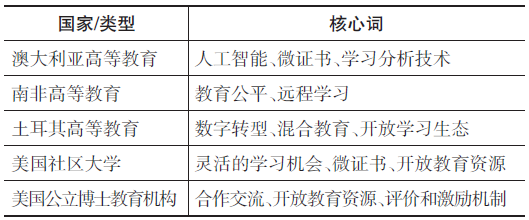 国家/类型 核心词
澳大利亚高等教育 人工智能、微证书、学习分析技术
南非高等教育 教育公平、远程学习
土耳其高等教育 数字转型、混合教育、开放学习生态
美国社区大学 灵活的学习机会、微证书、开放教育资源
美国公立博士教育机构 合作交流、开放教育资源、评价和激励机制